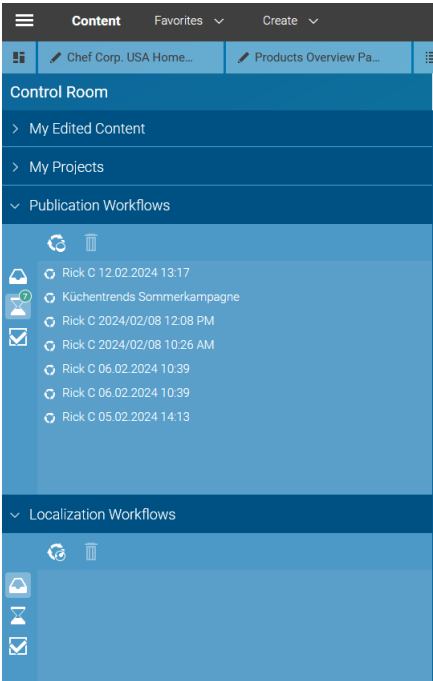 Content Favorites Create
Chef Corp. USA Home... Products Overview Pa...
Control Room
My Edited Content
My Projects
Publication Workflows
Rick C 12.02.2024 13:17
7
Küchentrends Sommerkampagne
Rick C 2024/02/08 12:08 PM
Rick C 2024/02/08 10:26 AM
Rick C 06.02.2024 10:39
Rick C 06.02.2024 10:39
Rick C 05.02.2024 14:13
Localization Workflows